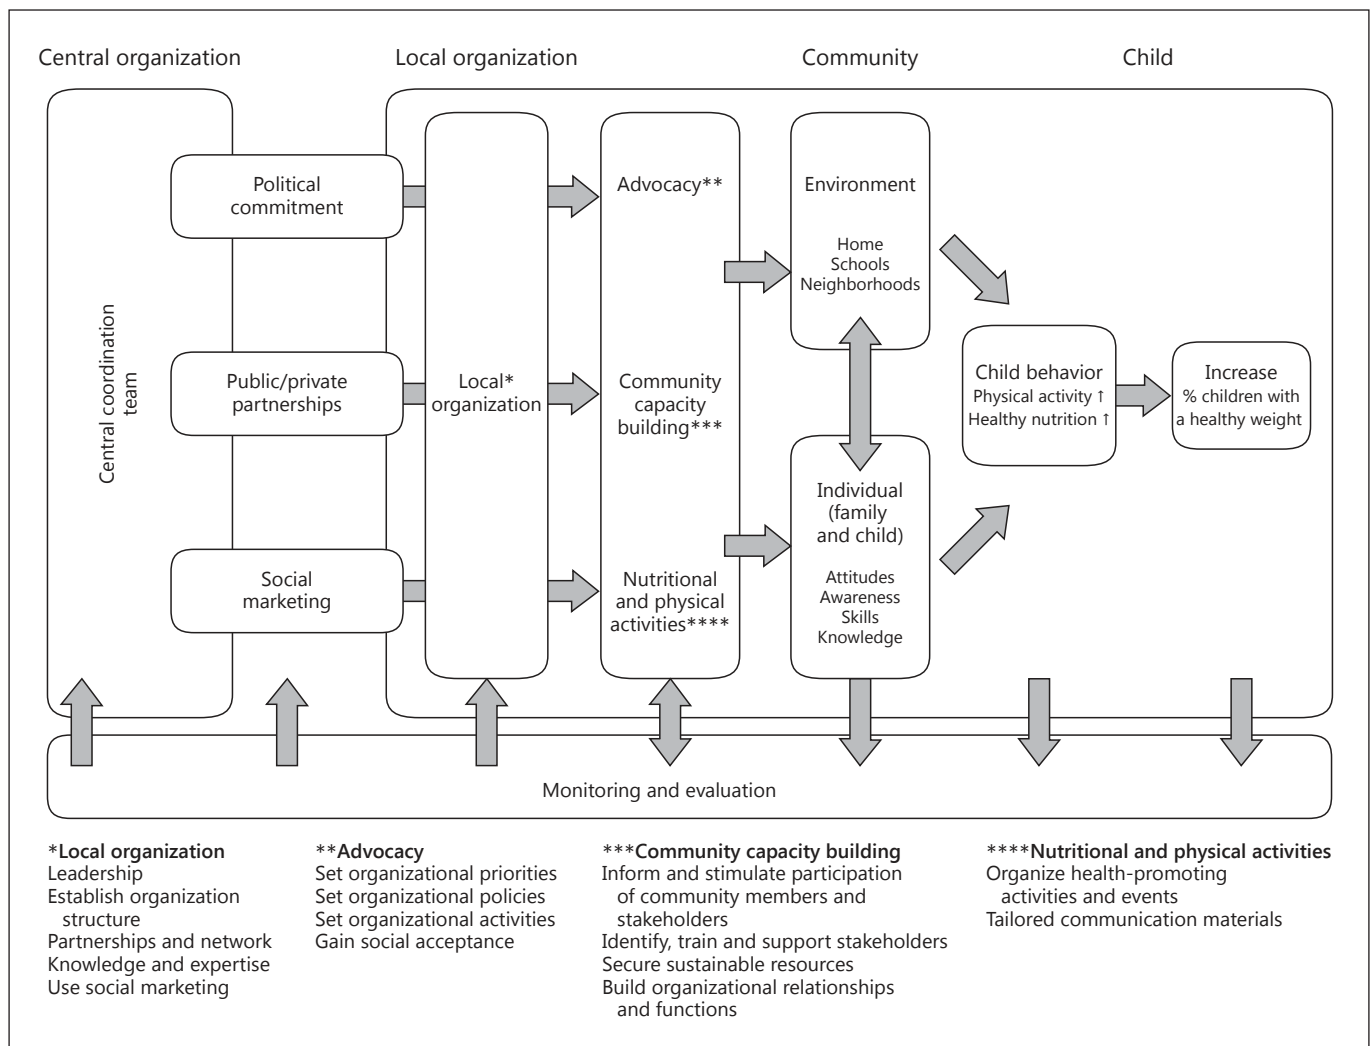 Central organization
Local organization
Community
Child
Central coordination
team
Political
commitment
Public/private
partnerships
Social
marketing
Local*
organization
Advocacy**
Community
capacity
building***
Nutritional
and physical
activities****
Environment
Home
Schools
Neighborhoods
Individual
(family
and child)
Attitudes
Awareness
Skills
Knowledge
Child behavior
Physical activity ↑
Healthy nutrition ↑
Increase
% children with
a healthy weight
Monitoring and evaluation
*Local organization
Leadership
Establish organization
structure
Partnerships and network
Knowledge and expertise
Use social marketing
**Advocacy
Set organizational priorities
Set organizational policies
Set organizational activities
Gain social acceptance
***Community capacity building
Inform and stimulate participation
of community members and
stakeholders
Identify, train and support stakeholders
Secure sustainable resources
Build organizational relationships
and functions
****Nutritional and physical activities
Organize health-promoting
activities and events
Tailored communication materials